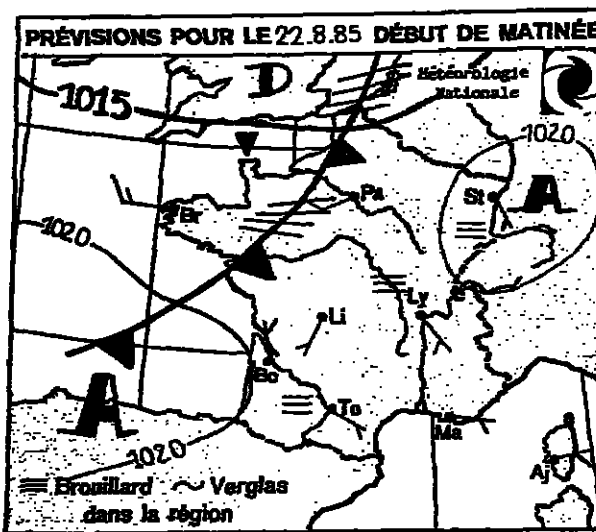 PRÉVISIONS POUR LE 22.8.85 DÉBUT DE MATINÉE
D
Météorologie
Nationale
1015
1020
A
St
Pa
Br
1020
Ly
Li
Bo
A
To
Ma
Aj
1020
Brouillard Verglas
dans la région